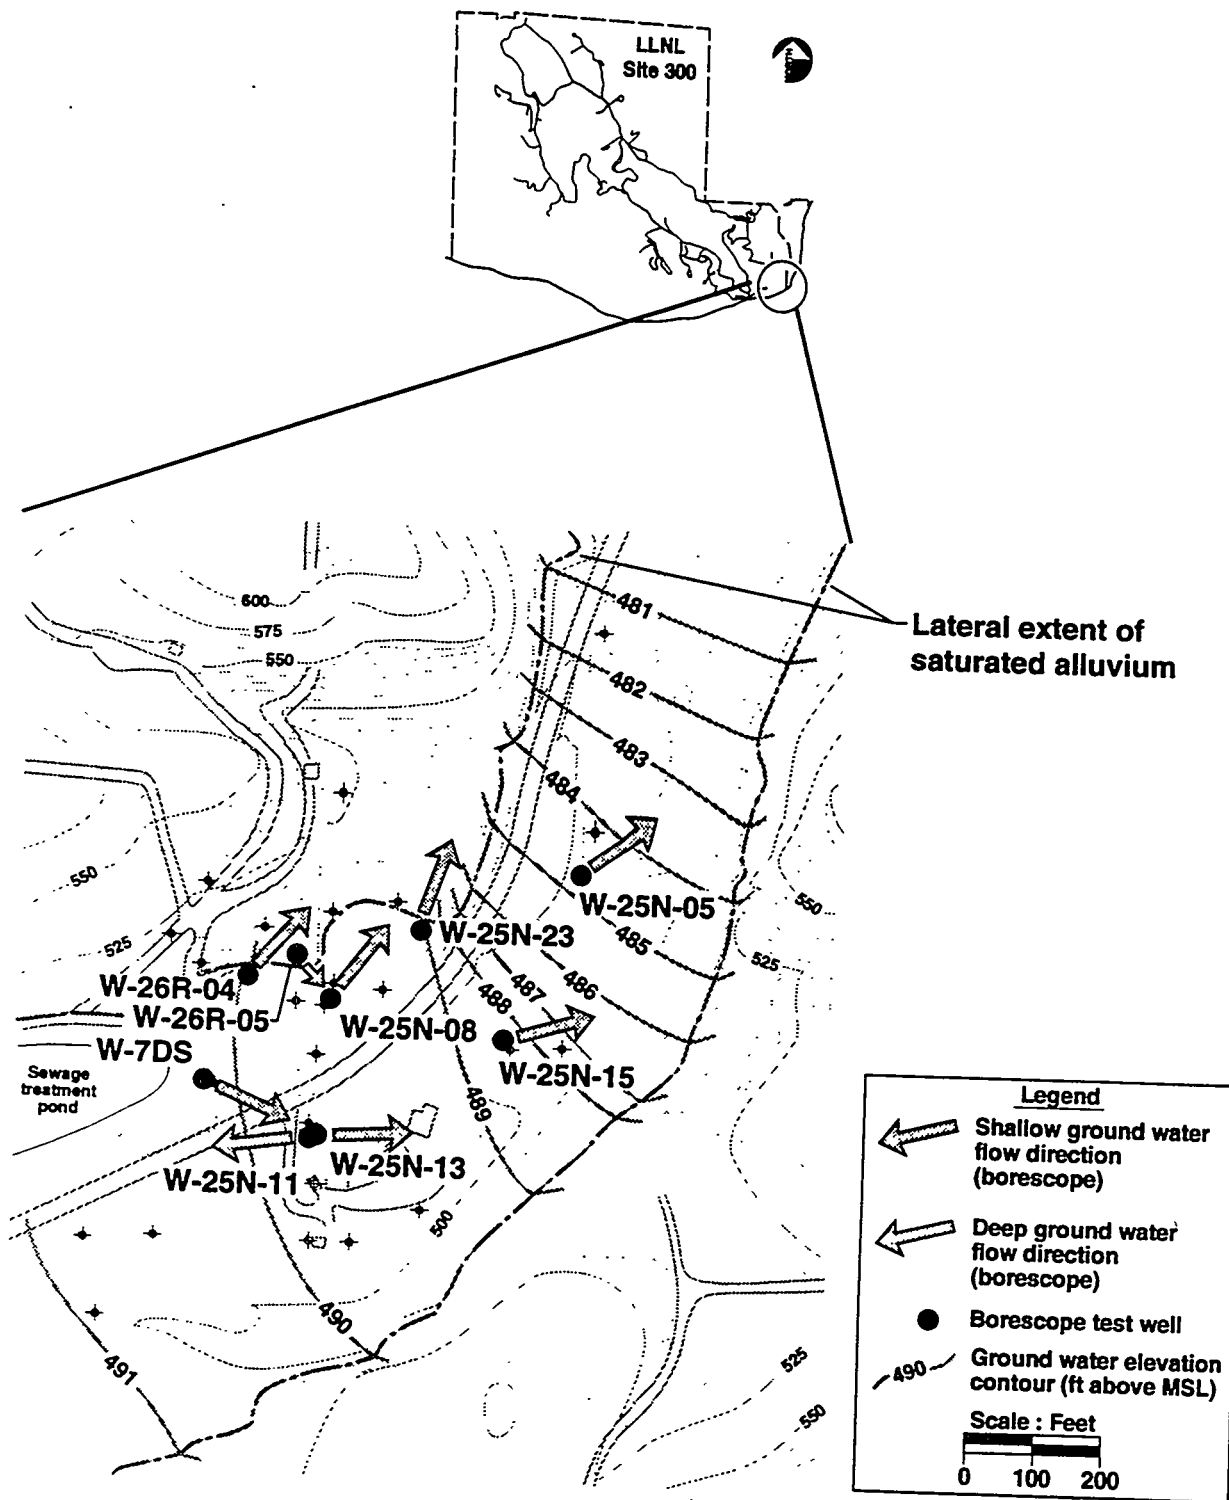 LLNL
Site 300
NORTH
481
Lateral extent of
saturated alluvium
600
575
550
482
483
484
550
W-25N-05
550
W-25N-23
485
525
525
W-26R-04
W-26R-05
W-25N-08
488
487
486
W-7DS
W-25N-15
Sewage
treatment
pond
489
W-25N-13
W-25N-11
500
490
491
525
550
Legend
Shallow ground water
flow direction
(borescope)
Deep ground water
flow direction
(borescope)
Borescope test well
490
Ground water elevation
contour (ft above MSL)
Scale : Feet
0 100 200